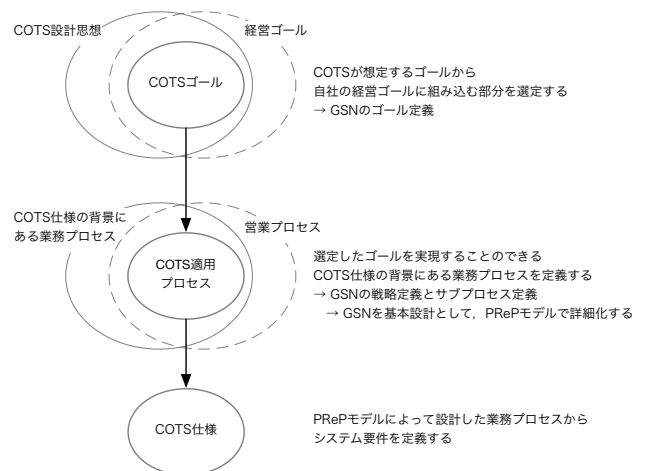 COTS設計思想
経営ゴール
COTSゴール
COTSが想定するゴールから
自社の経営ゴールに組み込む部分を選定する
→ GSNのゴール定義
COTS仕様の背景に
ある業務プロセス
営業プロセス
COTS適用
プロセス
選定したゴールを実現することのできる
COTS仕様の背景にある業務プロセスを定義する
→ GSNの戦略定義とサブプロセス定義
→ GSNを基本設計として，PRePモデルで詳細化する
COTS仕様
PRePモデルによって設計した業務プロセスから
システム要件を定義する